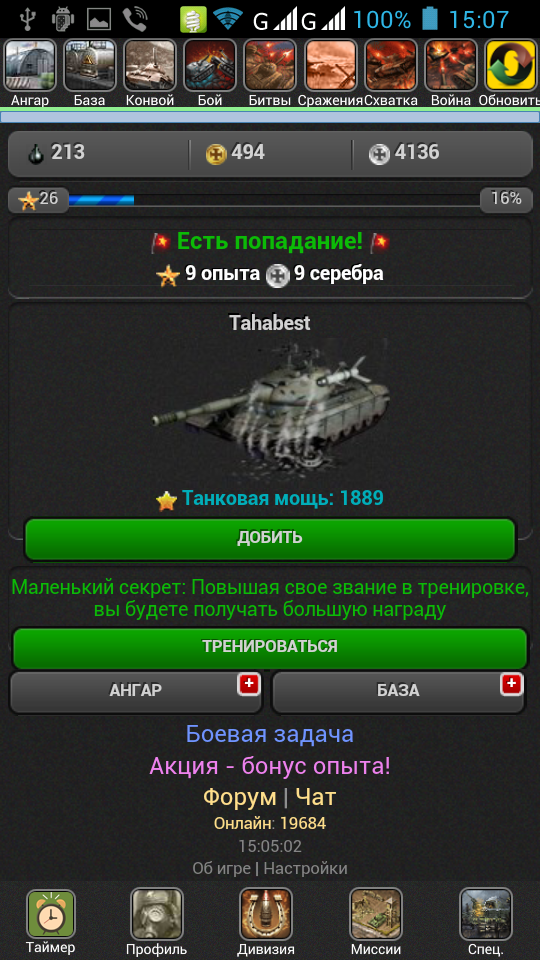 G G 100% 15:07
Ангар База Конвой Бой Битвы Сражения Схватка Война Обновить
213 494 4136
26 16%
Есть попадание!
9 опыта 9 серебра
Tahabest
Танковая мощь: 1889
ДОБИТЬ
Маленький секрет: Повышая свое звание в тренировке,
вы будете получать большую награду
ТРЕНИРОВАТЬСЯ
АНГАР + БАЗА +
Боевая задача
Акция - бонус опыта!
Форум | Чат
Онлайн: 19684
15:05:02
Об игре | Настройки
Таймер Профиль Дивизия Миссии Спец.